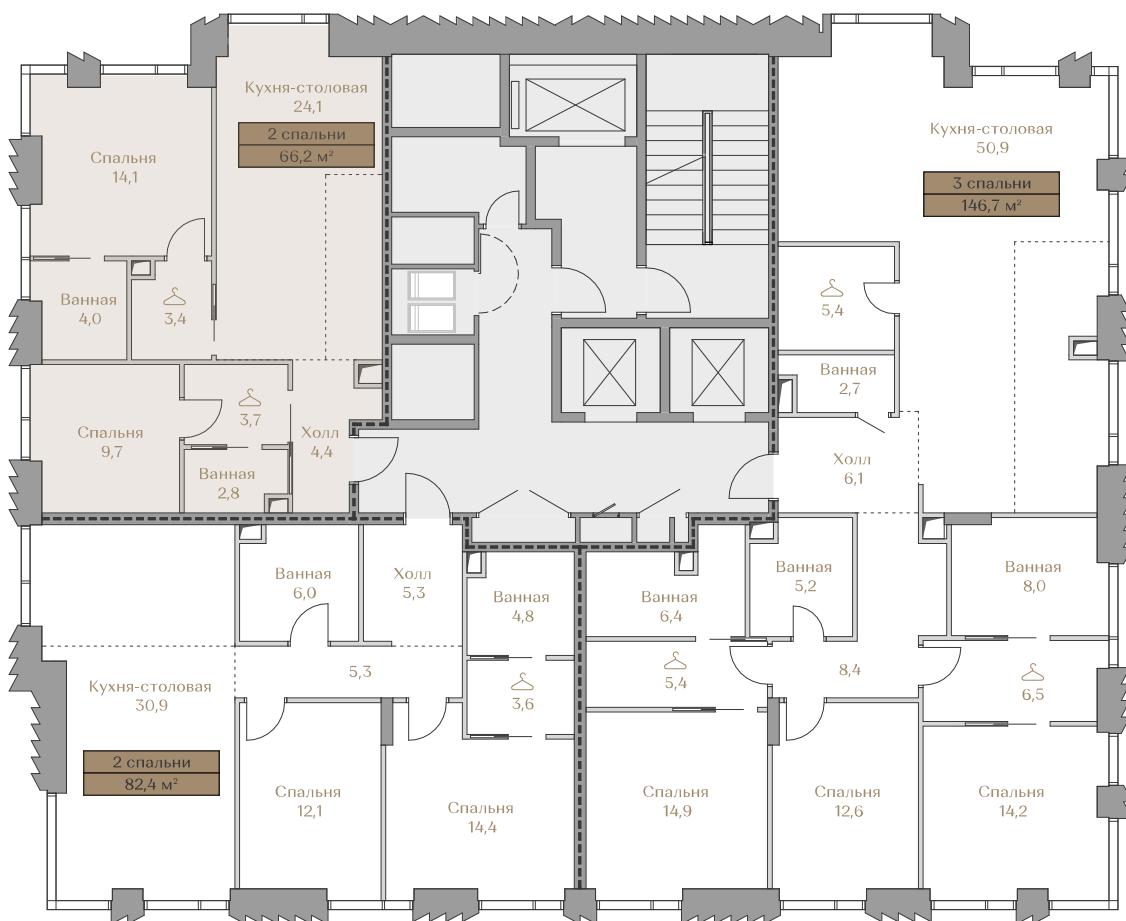 Кухня-столовая
24,1
2 спальни
66,2 м²
Спальня
14,1
Ванная
4,0
3,4
Спальня
9,7
3,7
Ванная
2,8
Холл
4,4
Кухня-столовая
50,9
3 спальни
146,7 м²
5,4
Ванная
2,7
Холл
6,1
Ванная
6,0
Холл
5,3
Ванная
4,8
5,3
3,6
Кухня-столовая
30,9
2 спальни
82,4 м²
Спальня
12,1
Спальня
14,4
Ванная
6,4
Ванная
5,2
Ванная
8,0
5,4
8,4
6,5
Спальня
14,9
Спальня
12,6
Спальня
14,2